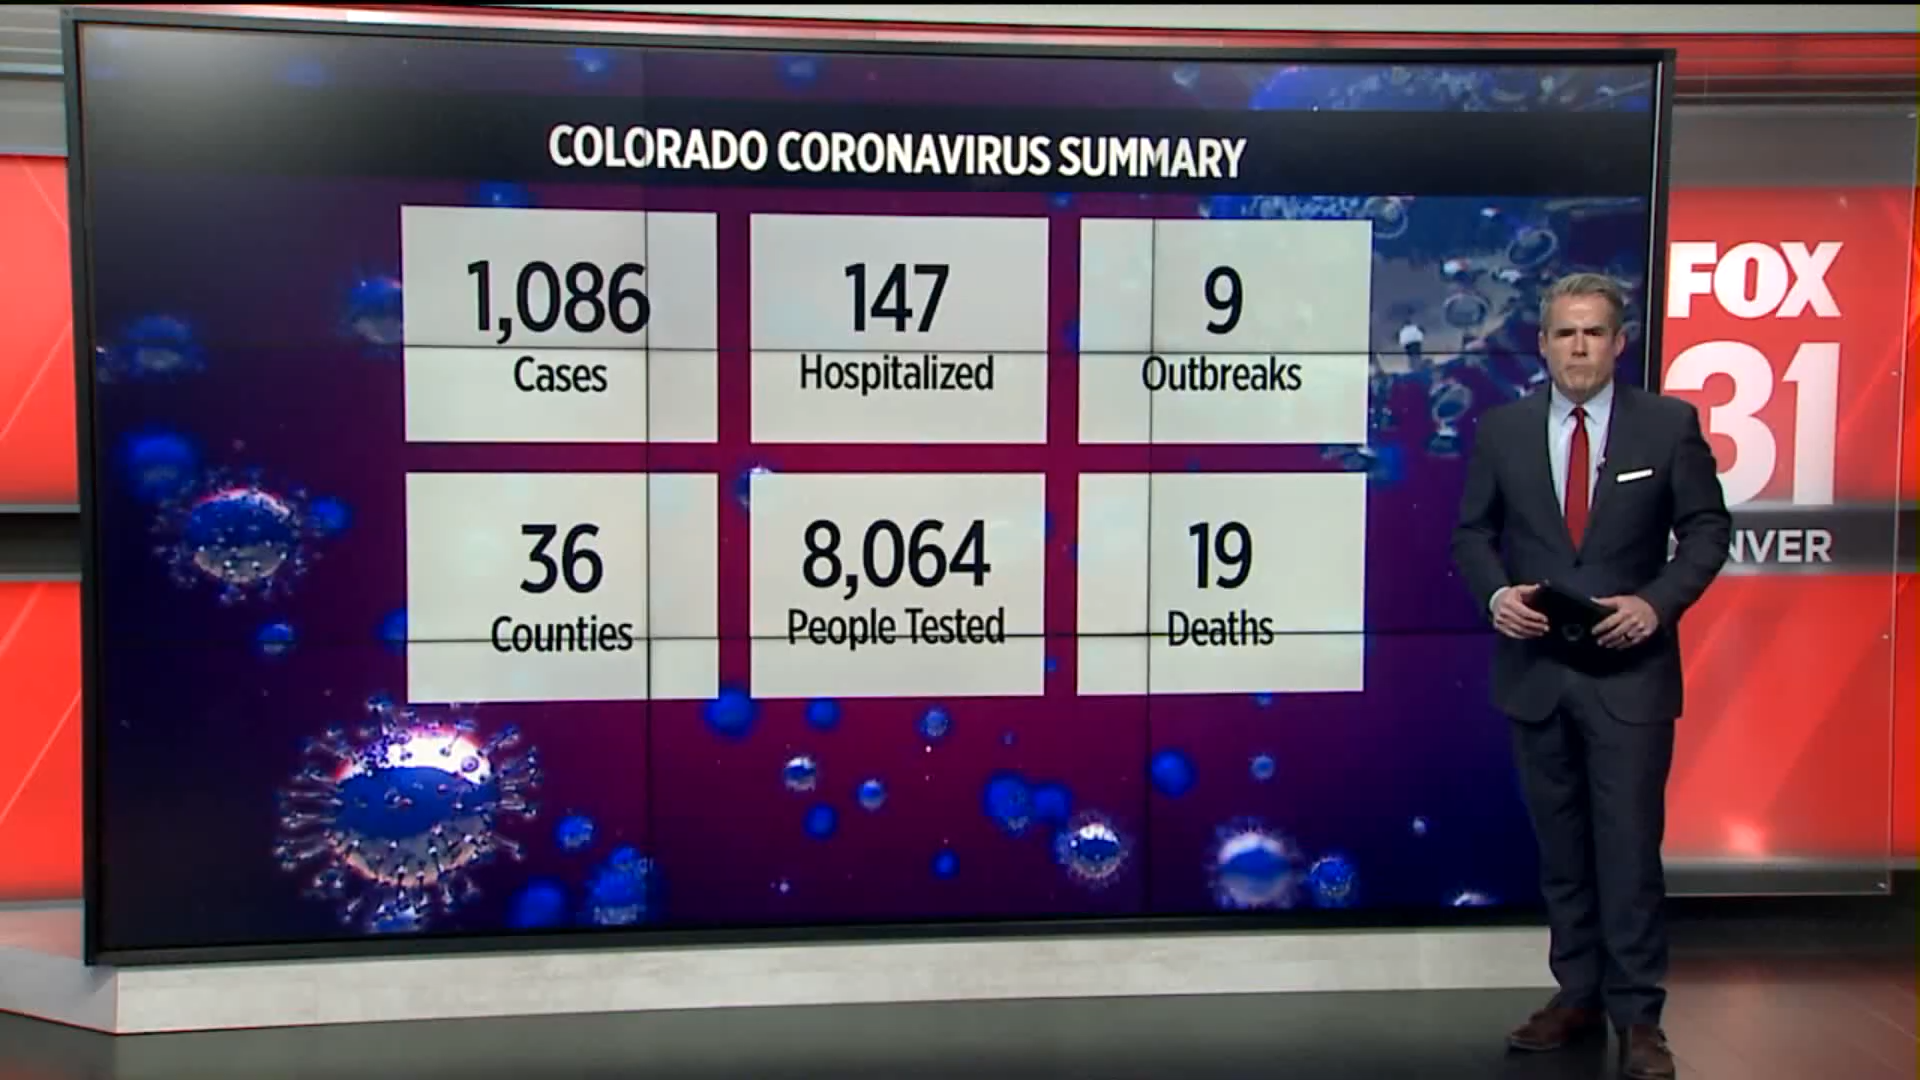 COLORADO CORONAVIRUS SUMMARY
1,086
Cases
147
Hospitalized
9
Outbreaks
36
Counties
8,064
People Tested
19
Deaths
FOX
31
NVER